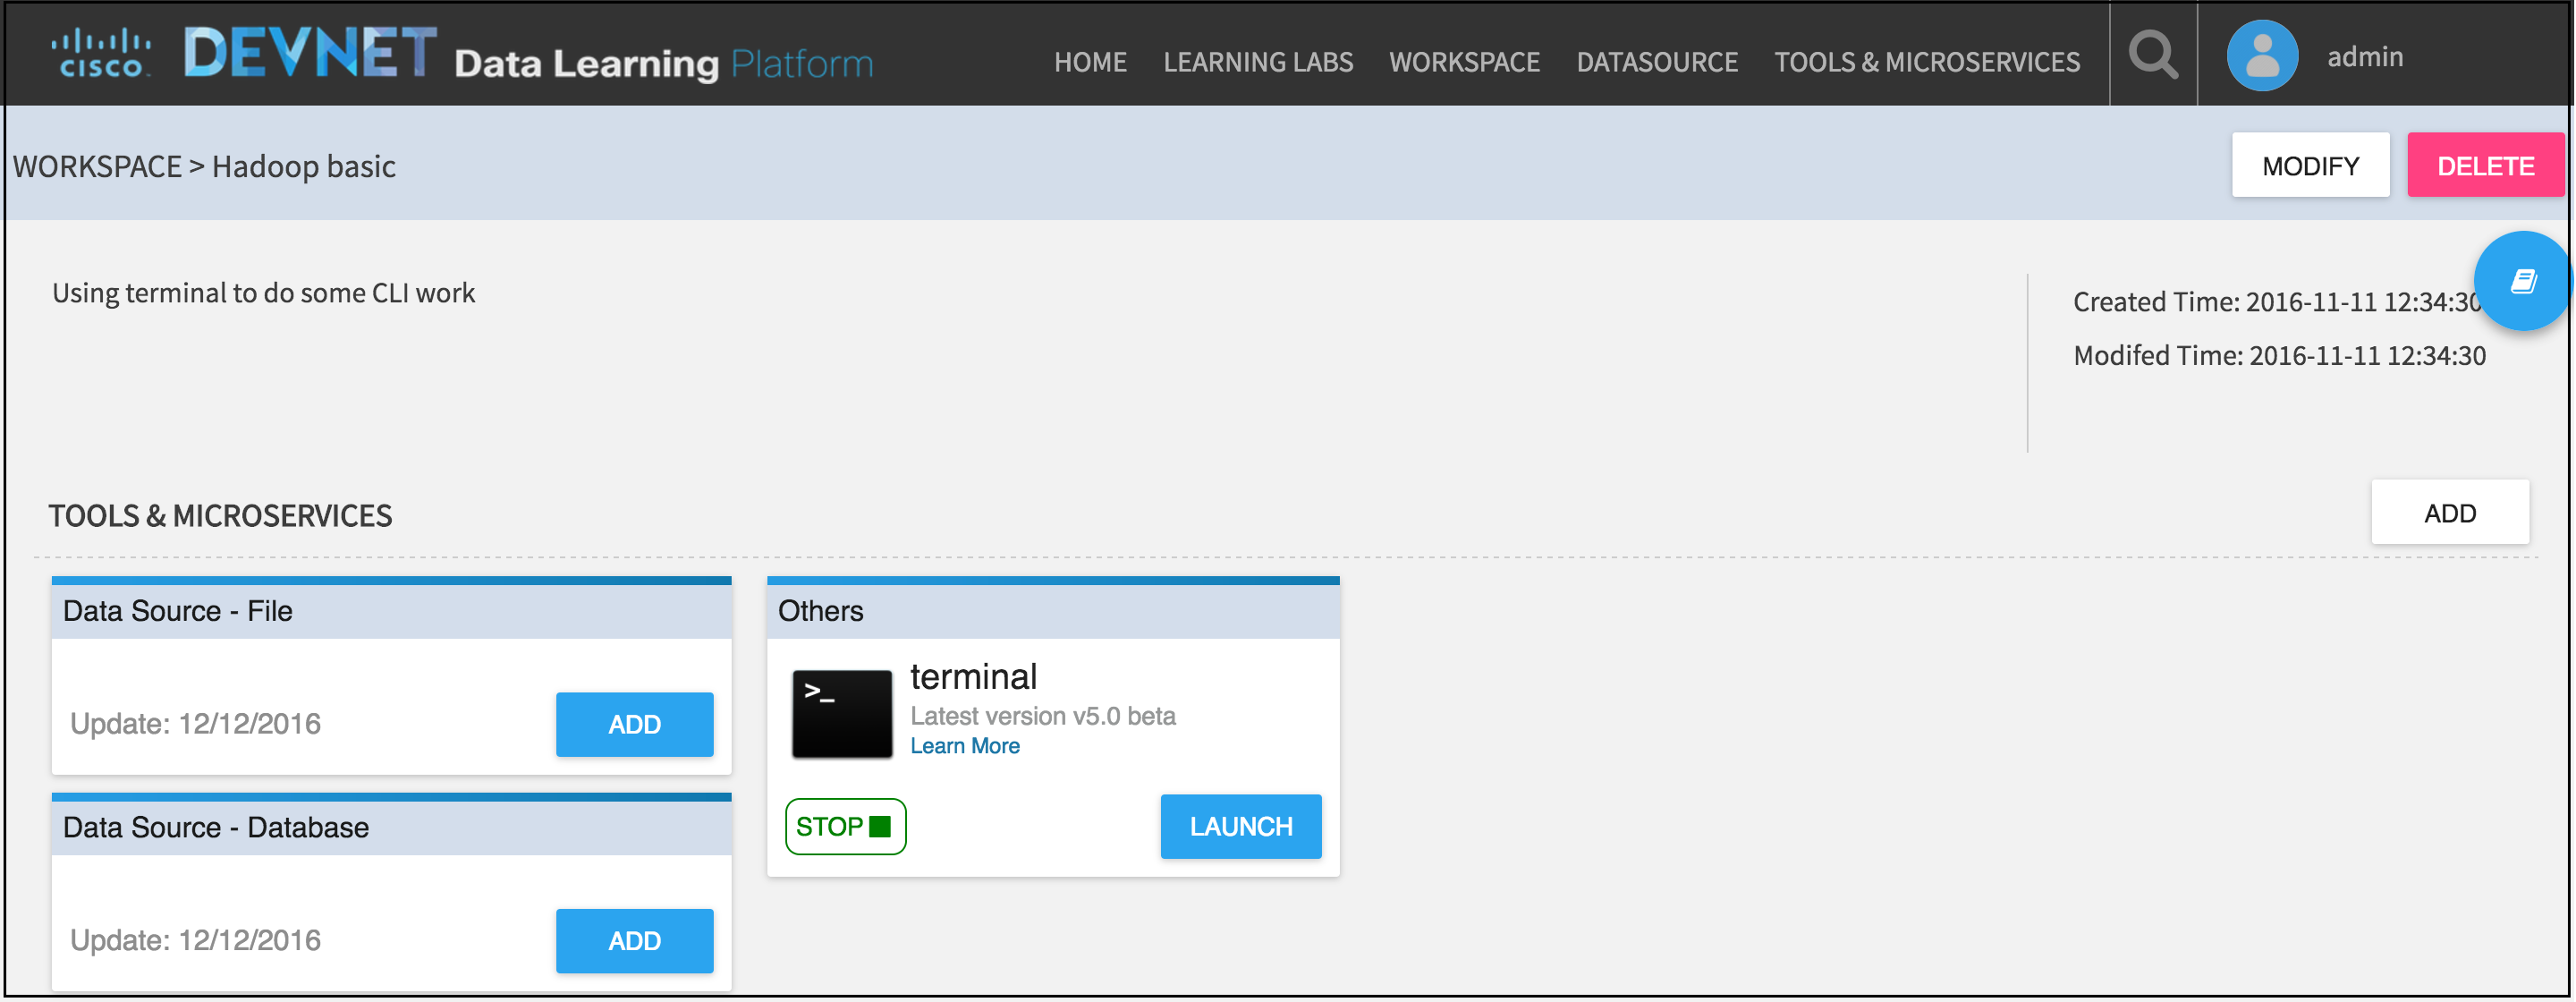 CISCO DEVNET Data Learning Platform HOME LEARNING LABS WORKSPACE DATASOURCE TOOLS & MICROSERVICES admin
WORKSPACE > Hadoop basic MODIFY DELETE
Using terminal to do some CLI work
Created Time: 2016-11-11 12:34:30
Modifed Time: 2016-11-11 12:34:30
TOOLS & MICROSERVICES ADD
Data Source - File
Update: 12/12/2016 ADD
Data Source - Database
Update: 12/12/2016 ADD
Others
>_
terminal
Latest version v5.0 beta
Learn More
STOP LAUNCH